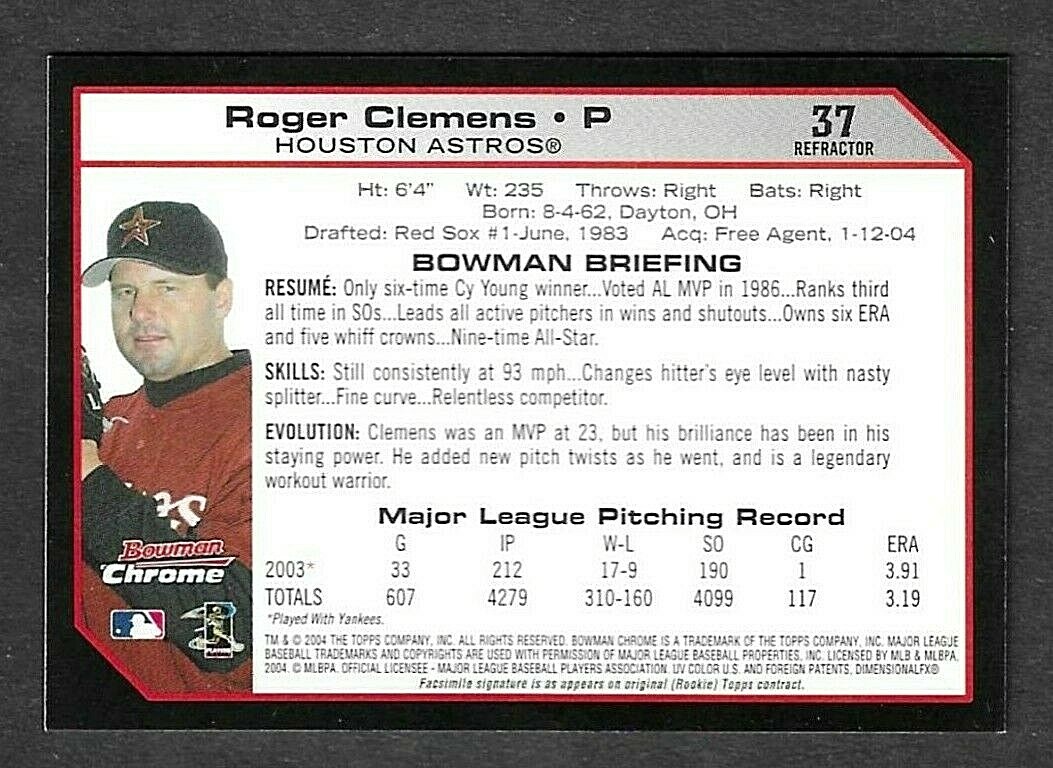 Roger Clemens • P
HOUSTON ASTROS®
37
REFRACTOR
Ht: 6'4" Wt: 235 Throws: Right Bats: Right
Born: 8-4-62, Dayton, OH
Drafted: Red Sox #1-June, 1983 Acq: Free Agent, 1-12-04
BOWMAN BRIEFING
RESUMÉ: Only six-time Cy Young winner...Voted AL MVP in 1986...Ranks third
all time in SOs...Leads all active pitchers in wins and shutouts...Owns six ERA
and five whiff crowns...Nine-time All-Star.
SKILLS: Still consistently at 93 mph...Changes hitter's eye level with nasty
splitter...Fine curve...Relentless competitor.
EVOLUTION: Clemens was an MVP at 23, but his brilliance has been in his
staying power. He added new pitch twists as he went, and is a legendary
workout warrior.
Major League Pitching Record
G IP W-L SO CG ERA
2003* 33 212 17-9 190 1 3.91
TOTALS 607 4279 310-160 4099 117 3.19
*Played With Yankees.
TM & © 2004 THE TOPPS COMPANY, INC. ALL RIGHTS RESERVED. BOWMAN CHROME IS A TRADEMARK OF THE TOPPS COMPANY, INC. MAJOR LEAGUE
BASEBALL TRADEMARKS AND COPYRIGHTS ARE USED WITH PERMISSION OF MAJOR LEAGUE BASEBALL PROPERTIES, INC. LICENSED BY MLB & MLBPA.
2004. © MLBPA. OFFICIAL LICENSEE - MAJOR LEAGUE BASEBALL PLAYERS ASSOCIATION. UV COLOR U.S. AND FOREIGN PATENTS, DIMENSIONALFX®
Facsimile signature is as appears on original (Rookie) Topps contract.
Bowman
Chrome
PLAYERS